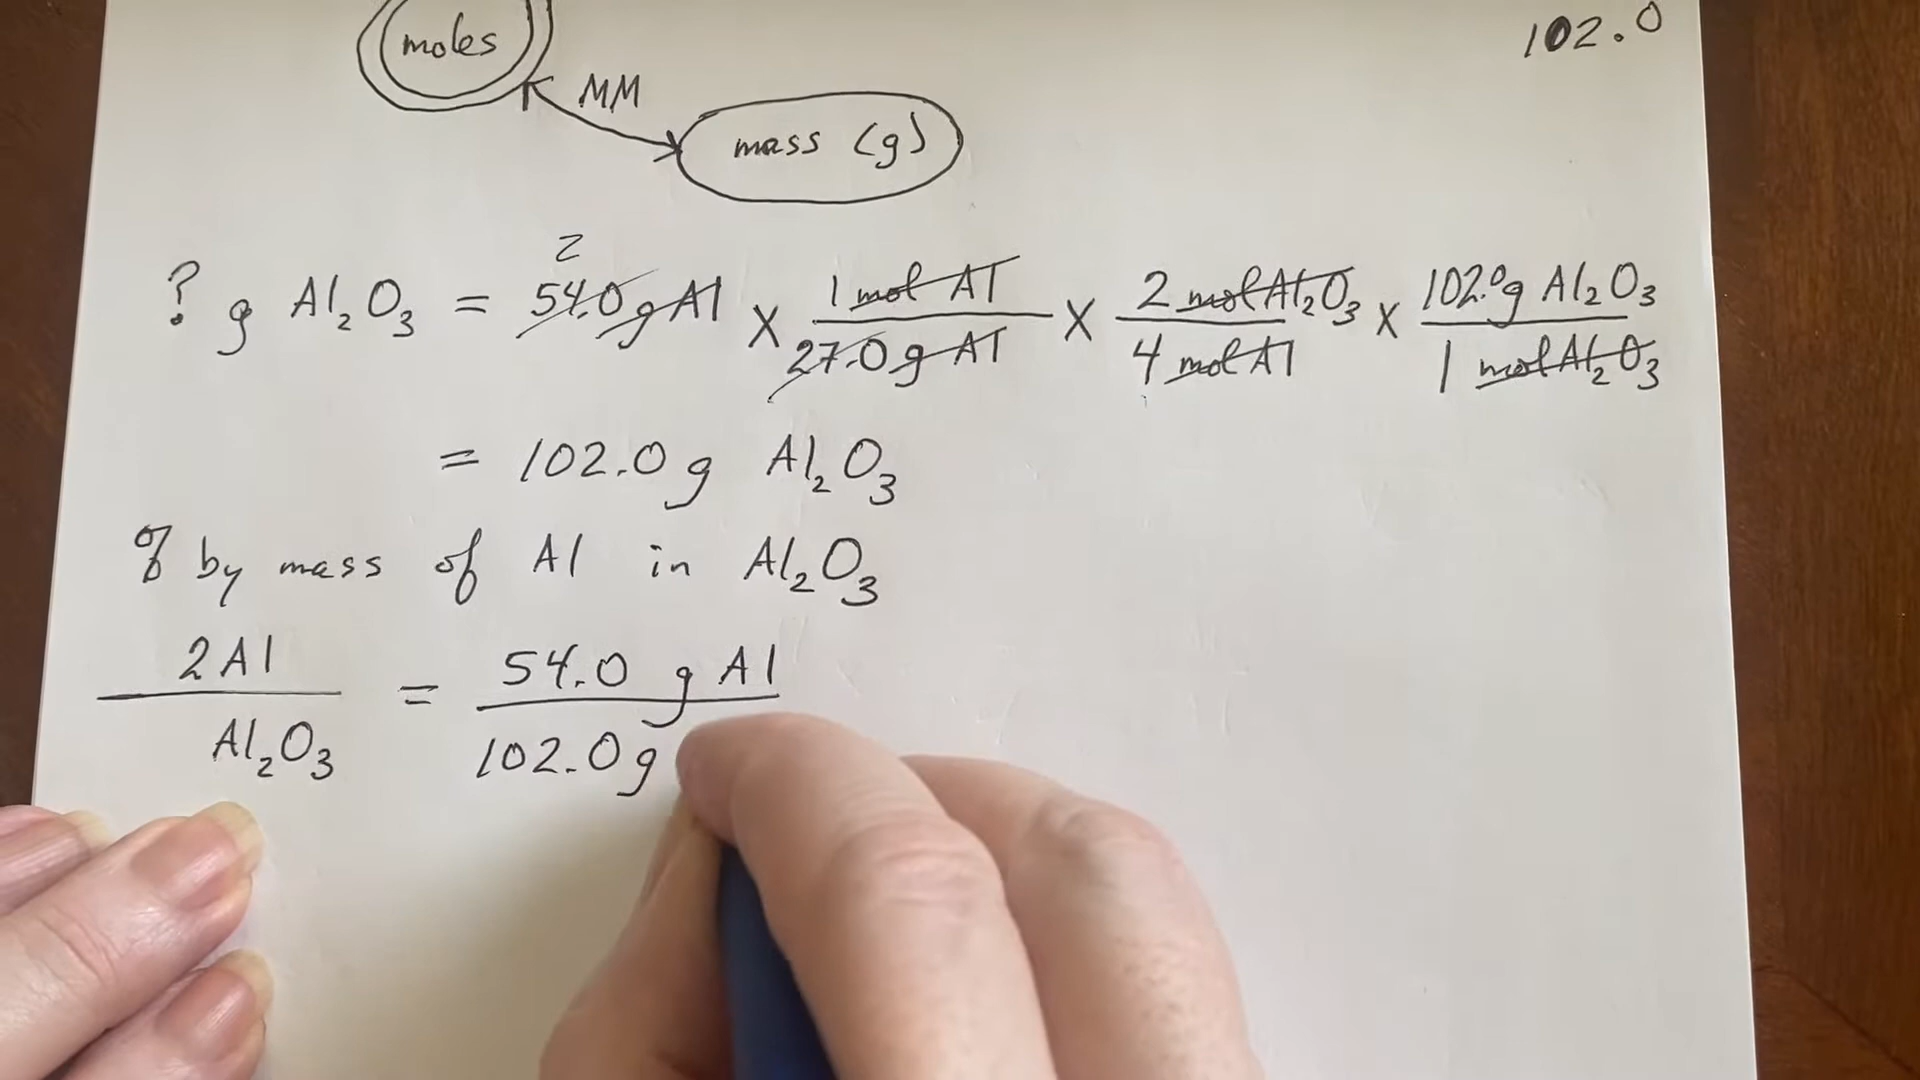 102.0
moles
MM
mass (g)
2
? g Al₂O₃ = 54.0 g Al × 1 mol Al / 27.0 g Al × 2 mol Al₂O₃ / 4 mol Al × 102.0 g Al₂O₃ / 1 mol Al₂O₃
= 102.0 g Al₂O₃
% by mass of Al in Al₂O₃
2Al / Al₂O₃ = 54.0 g Al / 102.0 g